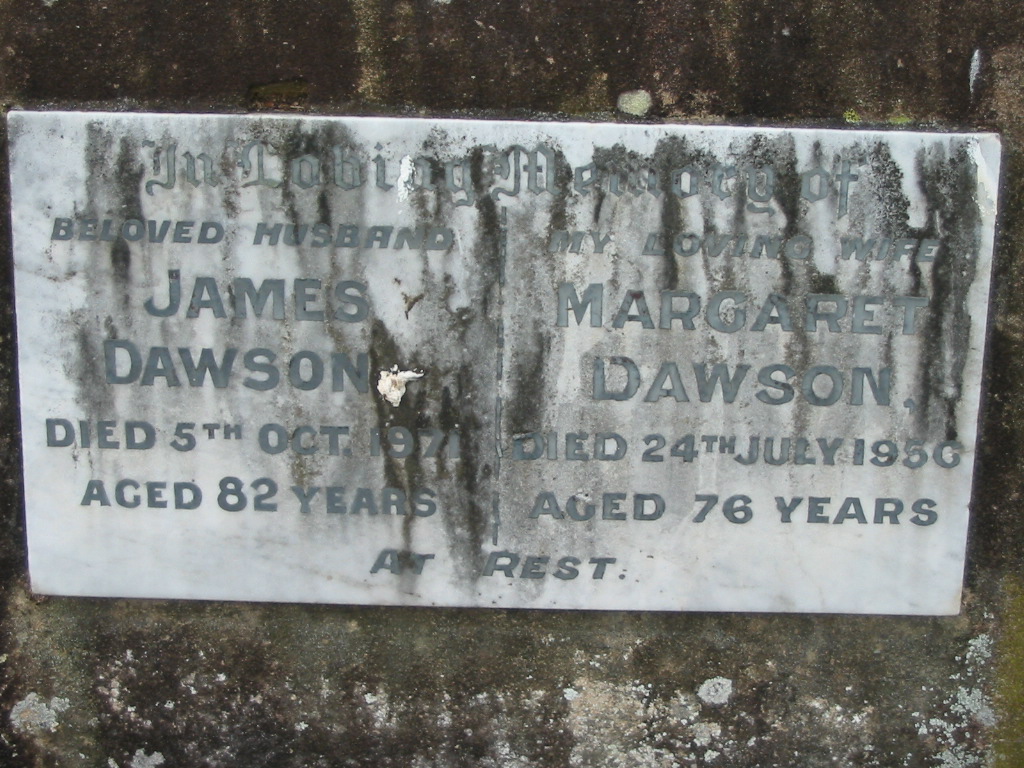 In Loving Memory of
BELOVED HUSBAND
JAMES
DAWSON
DIED 5TH OCT. 1971
AGED 82 YEARS
MY LOVING WIFE
MARGARET
DAWSON,
DIED 24TH JULY 1956
AGED 76 YEARS
AT REST.